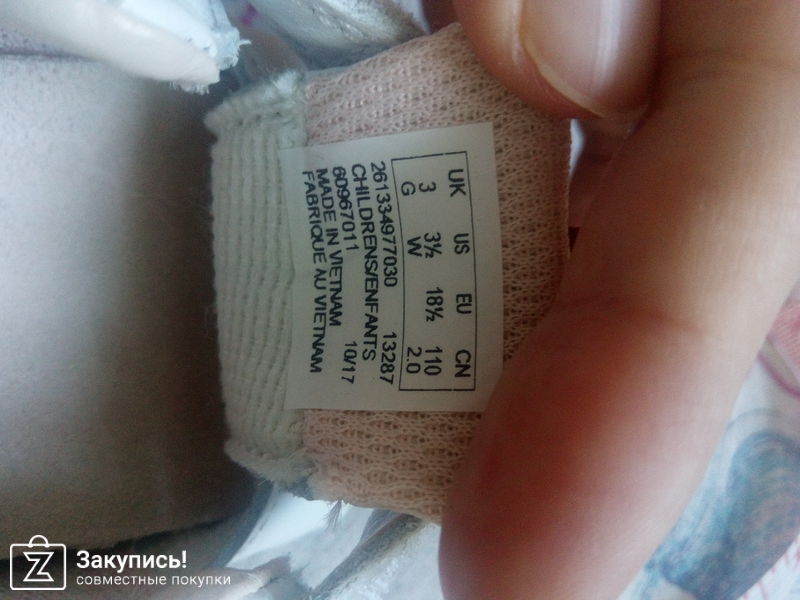 UK US EU CN
3 3½ 18½ 110
G W 2.0
261334977030 13287
CHILDRENS/ENFANTS
60967011 10/17
MADE IN VIETNAM
FABRIQUE AU VIETNAM
Закупись!
совместные покупки